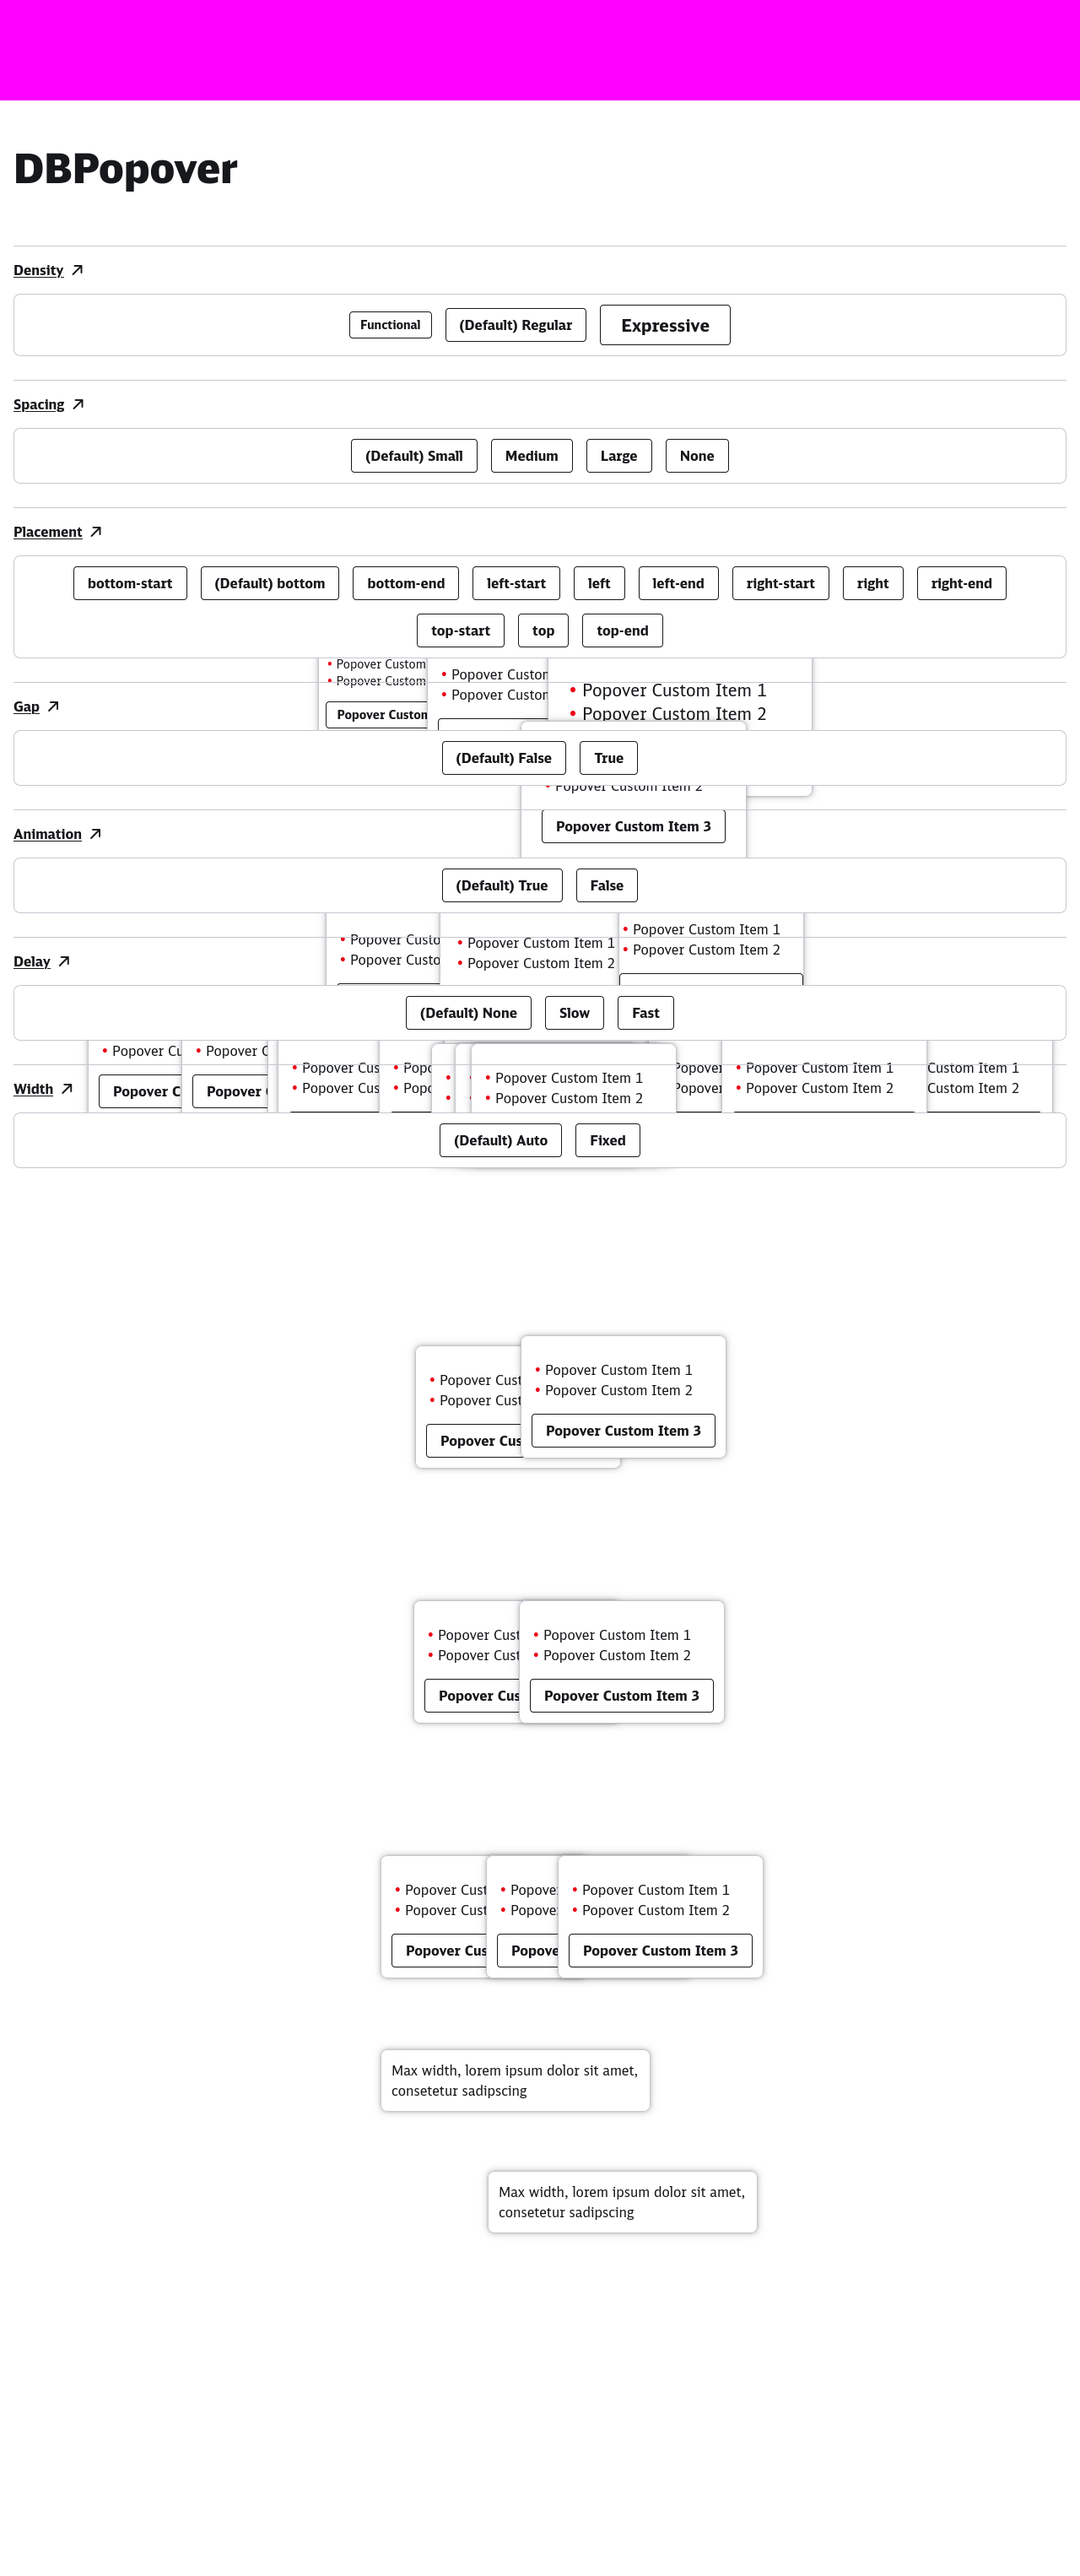 DBPopover
Density
Functional (Default) Regular Expressive
Spacing
(Default) Small Medium Large None
Placement
bottom-start (Default) bottom bottom-end left-start left left-end right-start right right-end
top-start top top-end
Popover Custom
Popover Custom
Popover Custom
Popover Custom
Popover Custom Item 1
Popover Custom Item 2
Popover Custom
Gap
(Default) False True
Popover Custom Item 2
Popover Custom Item 3
Animation
(Default) True False
Popover Custo
Popover Custo
Popover Custom Item 1
Popover Custom Item 2
Popover Custom Item 1
Popover Custom Item 2
Delay
(Default) None Slow Fast
Popover Cu
Popover C
Popover Cus
Popover Cus
Popo
Popo
Popover Custom Item 1
Popover Custom Item 2
Popover
Popover
Popover Custom Item 1
Popover Custom Item 2
Custom Item 1
Custom Item 2
Popover C
Popover
Width
(Default) Auto Fixed
Popover Cust
Popover Cust
Popover Cus
Popover Custom Item 1
Popover Custom Item 2
Popover Custom Item 3
Popover Cust
Popover Cust
Popover Cus
Popover Custom Item 1
Popover Custom Item 2
Popover Custom Item 3
Popover Cust
Popover Cust
Popover Cus
Popove
Popove
Popove
Popover Custom Item 1
Popover Custom Item 2
Popover Custom Item 3
Max width, lorem ipsum dolor sit amet,
consetetur sadipscing
Max width, lorem ipsum dolor sit amet,
consetetur sadipscing